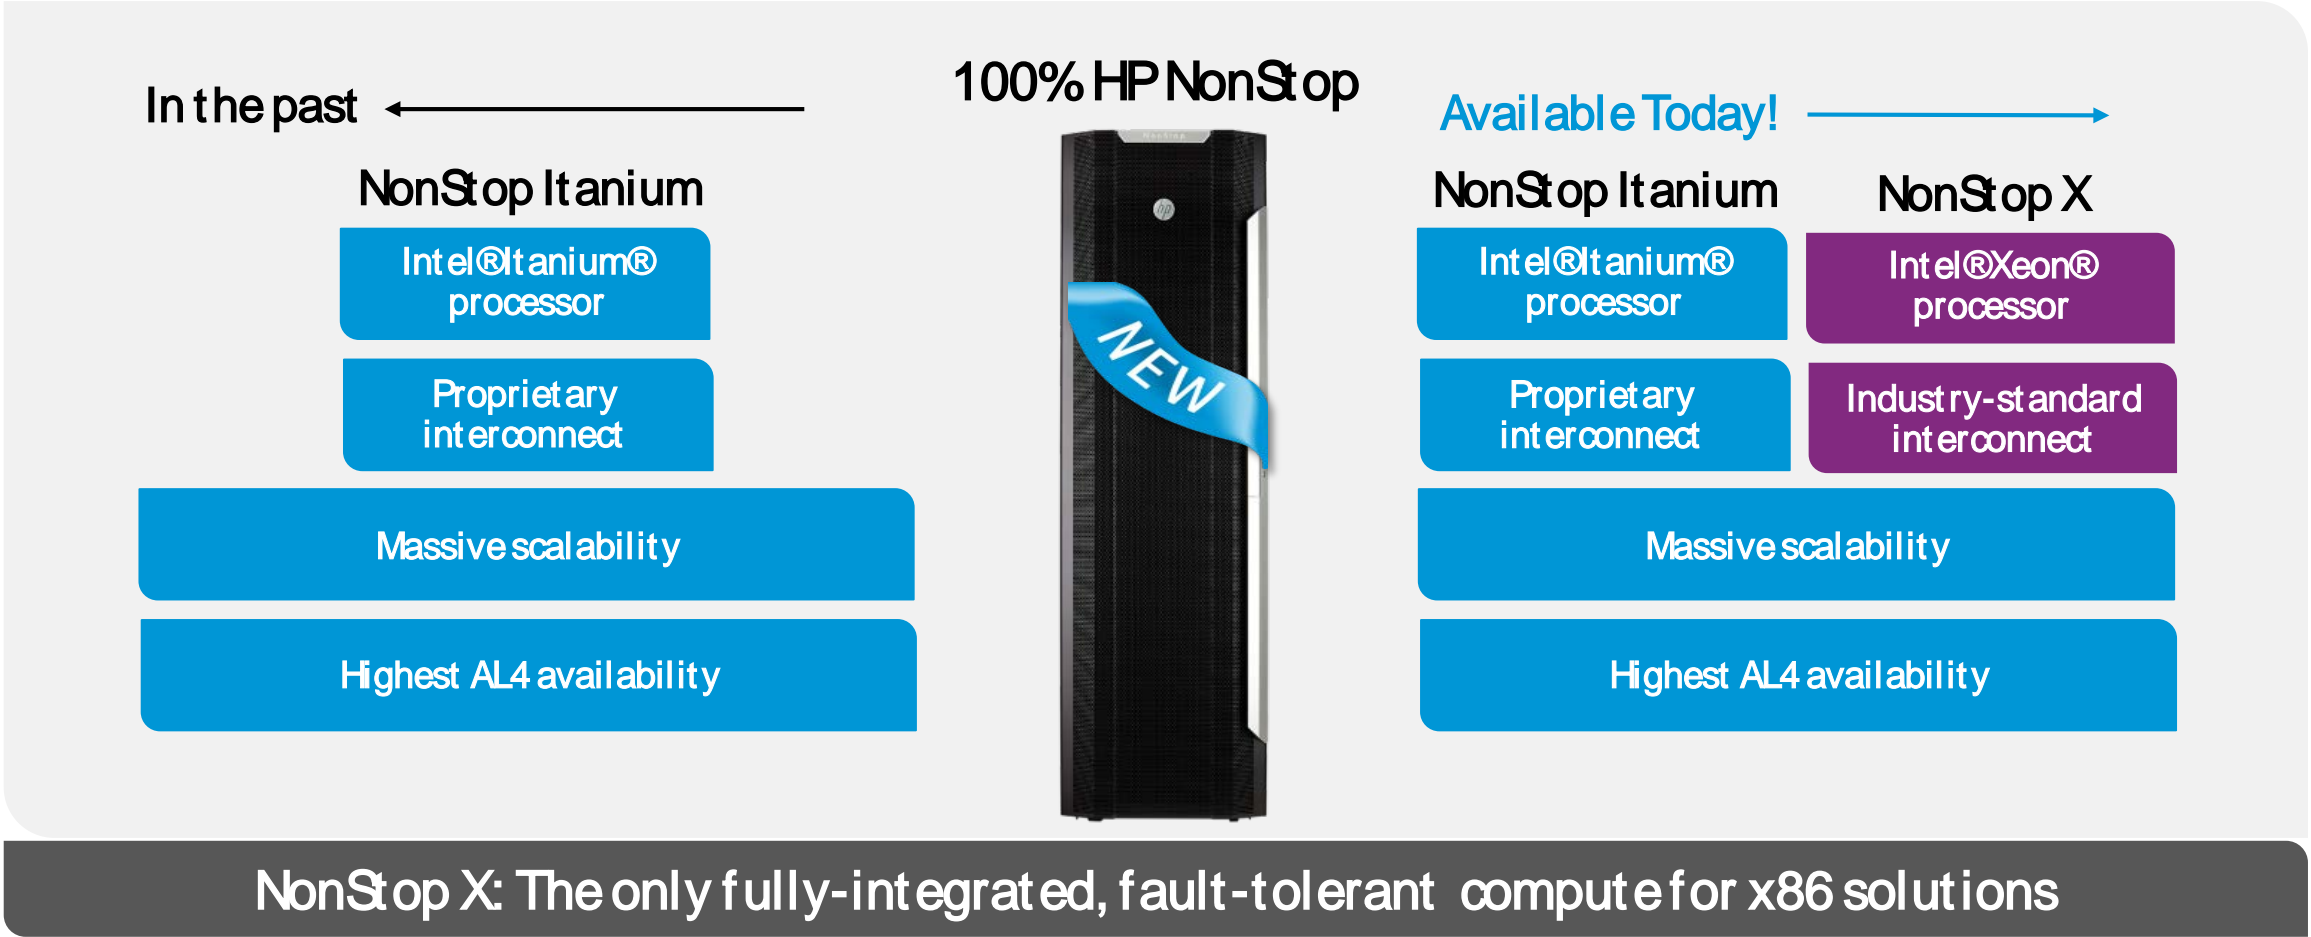 100% HP NonStop
In the past
NonStop Itanium
Intel®Itanium®
processor
Proprietary
interconnect
Massive scalability
Highest AL4 availability
NonStop
hp
NEW
Available Today!
NonStop Itanium
Intel®Itanium®
processor
Proprietary
interconnect
NonStop X
Intel®Xeon®
processor
Industry-standard
interconnect
Massive scalability
Highest AL4 availability
NonStop X: The only fully-integrated, fault-tolerant compute for x86 solutions